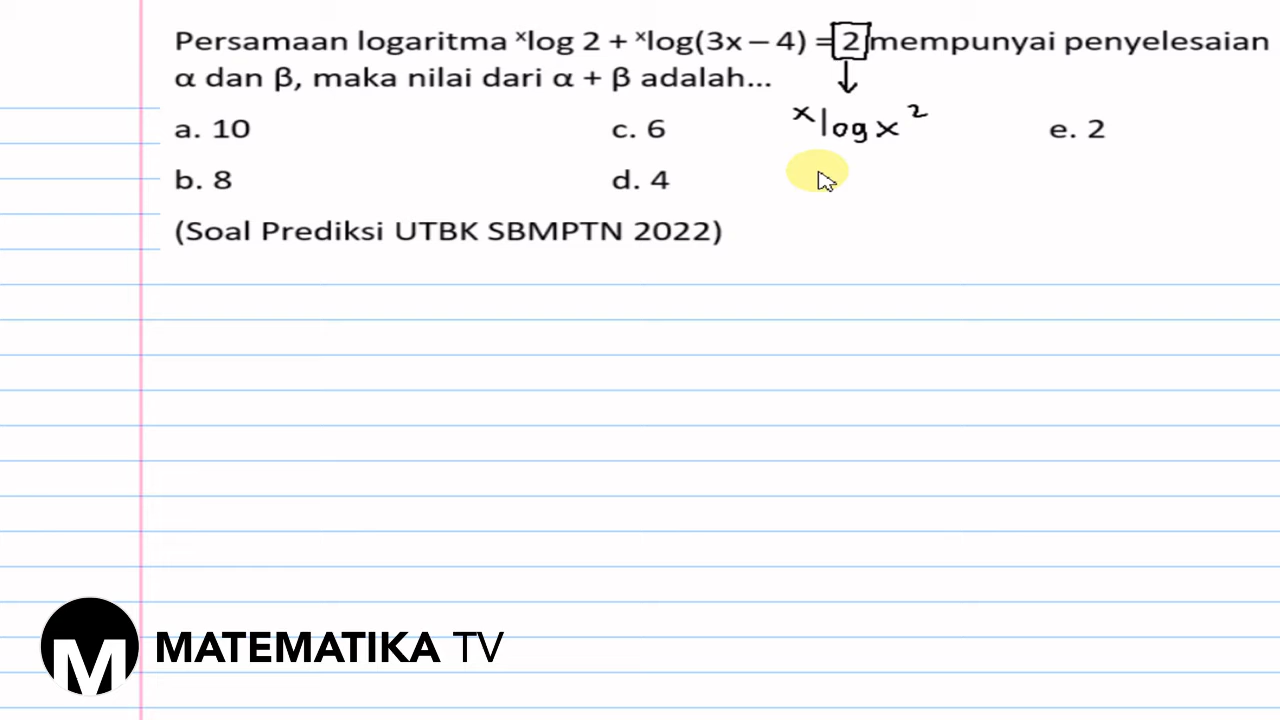 Persamaan logaritma ˣlog 2 + ˣlog(3x – 4) = 2 mempunyai penyelesaian
α dan β, maka nilai dari α + β adalah...
a. 10 c. 6 ˣlog x² e. 2
b. 8 d. 4
(Soal Prediksi UTBK SBMPTN 2022)
M MATEMATIKA TV